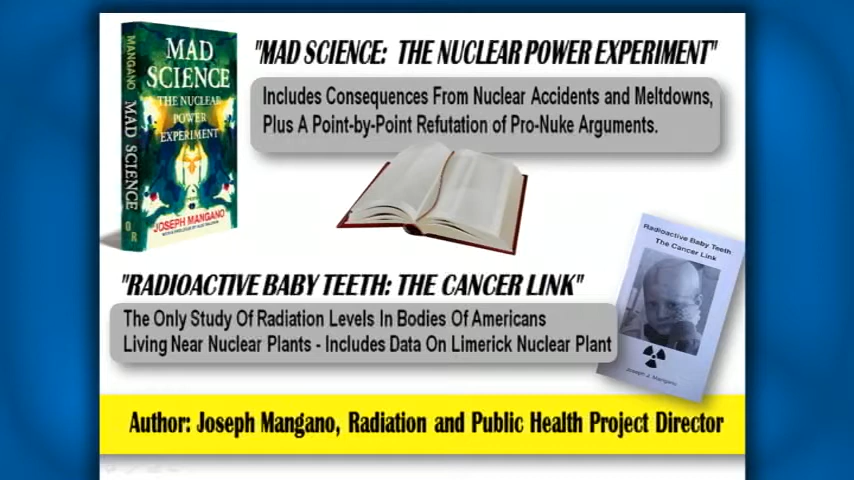 MANGANO MAD SCIENCE
O R
MAD
SCIENCE
THE NUCLEAR
POWER
EXPERIMENT
JOSEPH MANGANO
"MAD SCIENCE: THE NUCLEAR POWER EXPERIMENT"
Includes Consequences From Nuclear Accidents and Meltdowns,
Plus A Point-by-Point Refutation of Pro-Nuke Arguments.
Radioactive Baby Teeth
The Cancer Link
Joseph J. Mangano
"RADIOACTIVE BABY TEETH: THE CANCER LINK"
The Only Study Of Radiation Levels In Bodies Of Americans
Living Near Nuclear Plants - Includes Data On Limerick Nuclear Plant
Author: Joseph Mangano, Radiation and Public Health Project Director